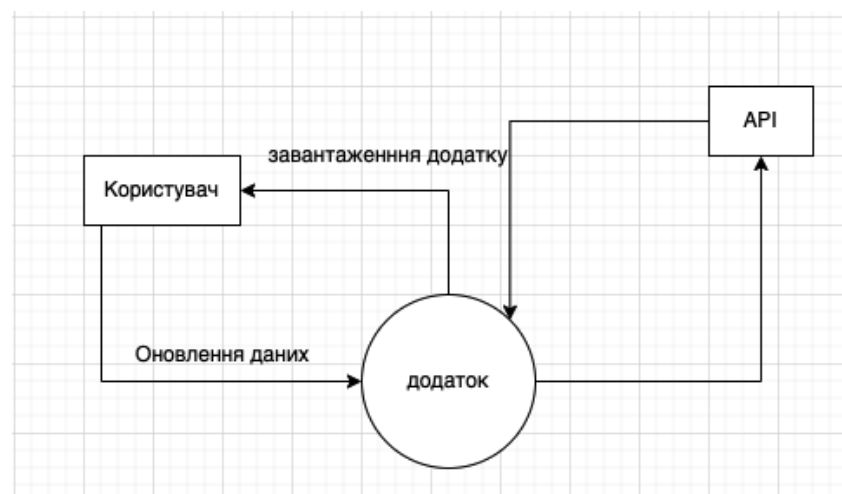 API
завантаженння додатку
Користувач
Оновлення даних
додаток